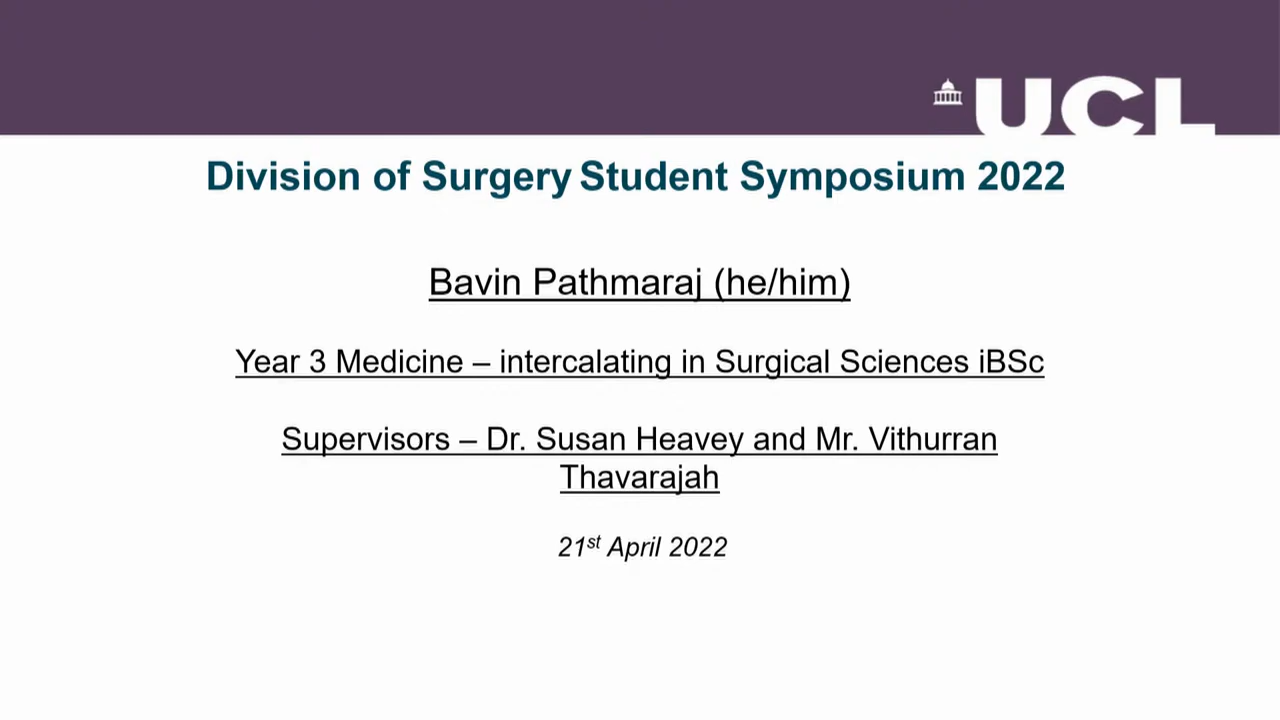 UCL
Division of Surgery Student Symposium 2022
Bavin Pathmaraj (he/him)
Year 3 Medicine – intercalating in Surgical Sciences iBSc
Supervisors – Dr. Susan Heavey and Mr. Vithurran
Thavarajah
21st April 2022